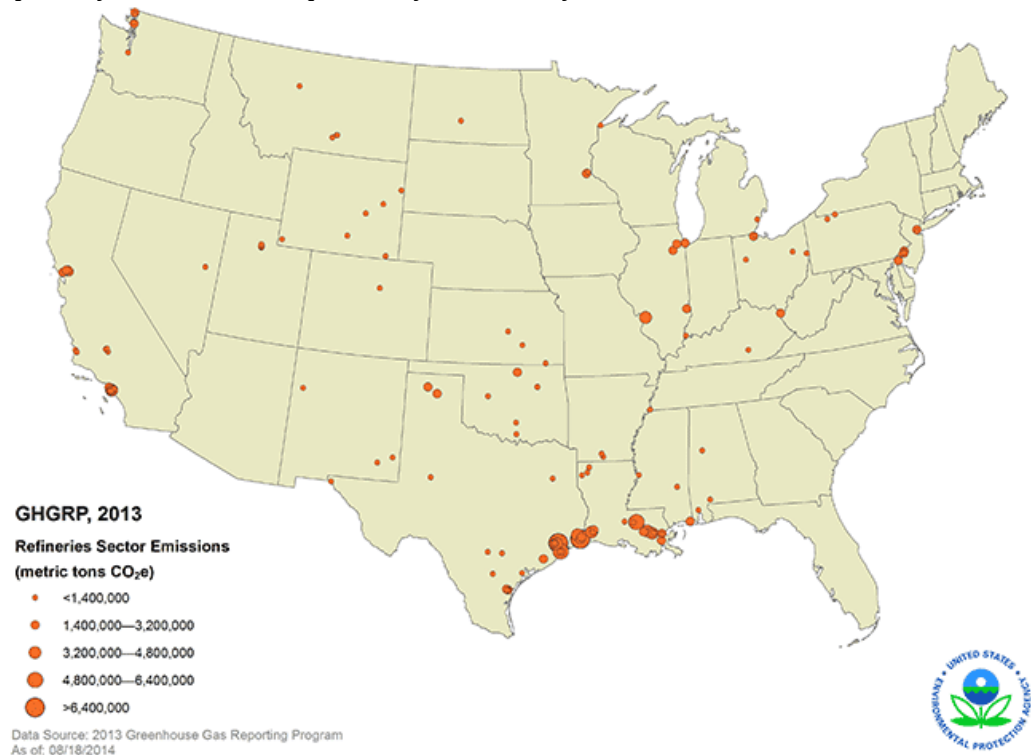 GHGRP, 2013
Refineries Sector Emissions
(metric tons CO₂e)
<1,400,000
1,400,000—3,200,000
3,200,000—4,800,000
4,800,000—6,400,000
>6,400,000
Data Source: 2013 Greenhouse Gas Reporting Program
As of: 08/18/2014
UNITED STATES
ENVIRONMENTAL PROTECTION AGENCY